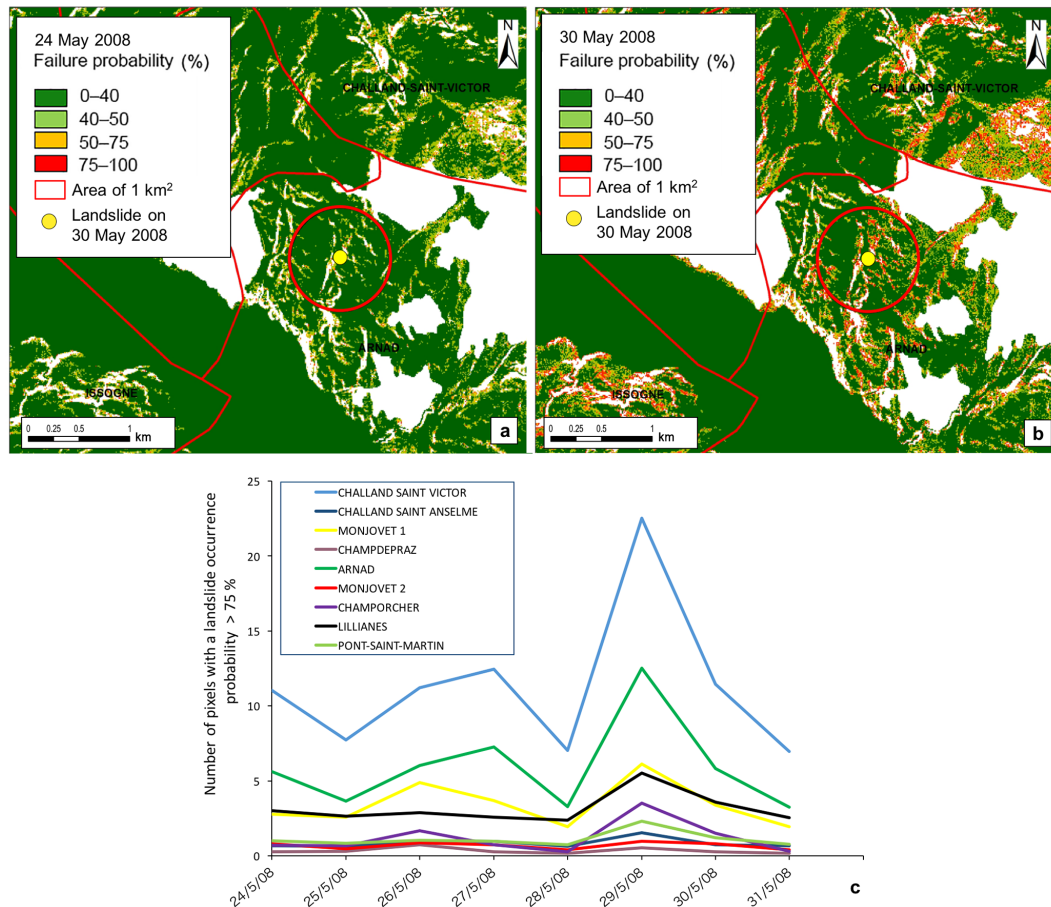 24 May 2008
Failure probability (%)
0–40
40–50
50–75
75–100
Area of 1 km²
Landslide on
30 May 2008
N
CHALLAND-SAINT-VICTOR
ARNAD
ISSOGNE
0 0.25 0.5 1
km
a
30 May 2008
Failure probability (%)
0–40
40–50
50–75
75–100
Area of 1 km²
Landslide on
30 May 2008
N
CHALLAND-SAINT-VICTOR
ARNAD
ISSOGNE
0 0.25 0.5 1
km
b
Number of pixels with a landslide occurrence
probability > 75 %
25
20
15
10
5
0
CHALLAND SAINT VICTOR
CHALLAND SAINT ANSELME
MONJOVET 1
CHAMPDEPRAZ
ARNAD
MONJOVET 2
CHAMPORCHER
LILLIANES
PONT-SAINT-MARTIN
24/5/08 25/5/08 26/5/08 27/5/08 28/5/08 29/5/08 30/5/08 31/5/08
c